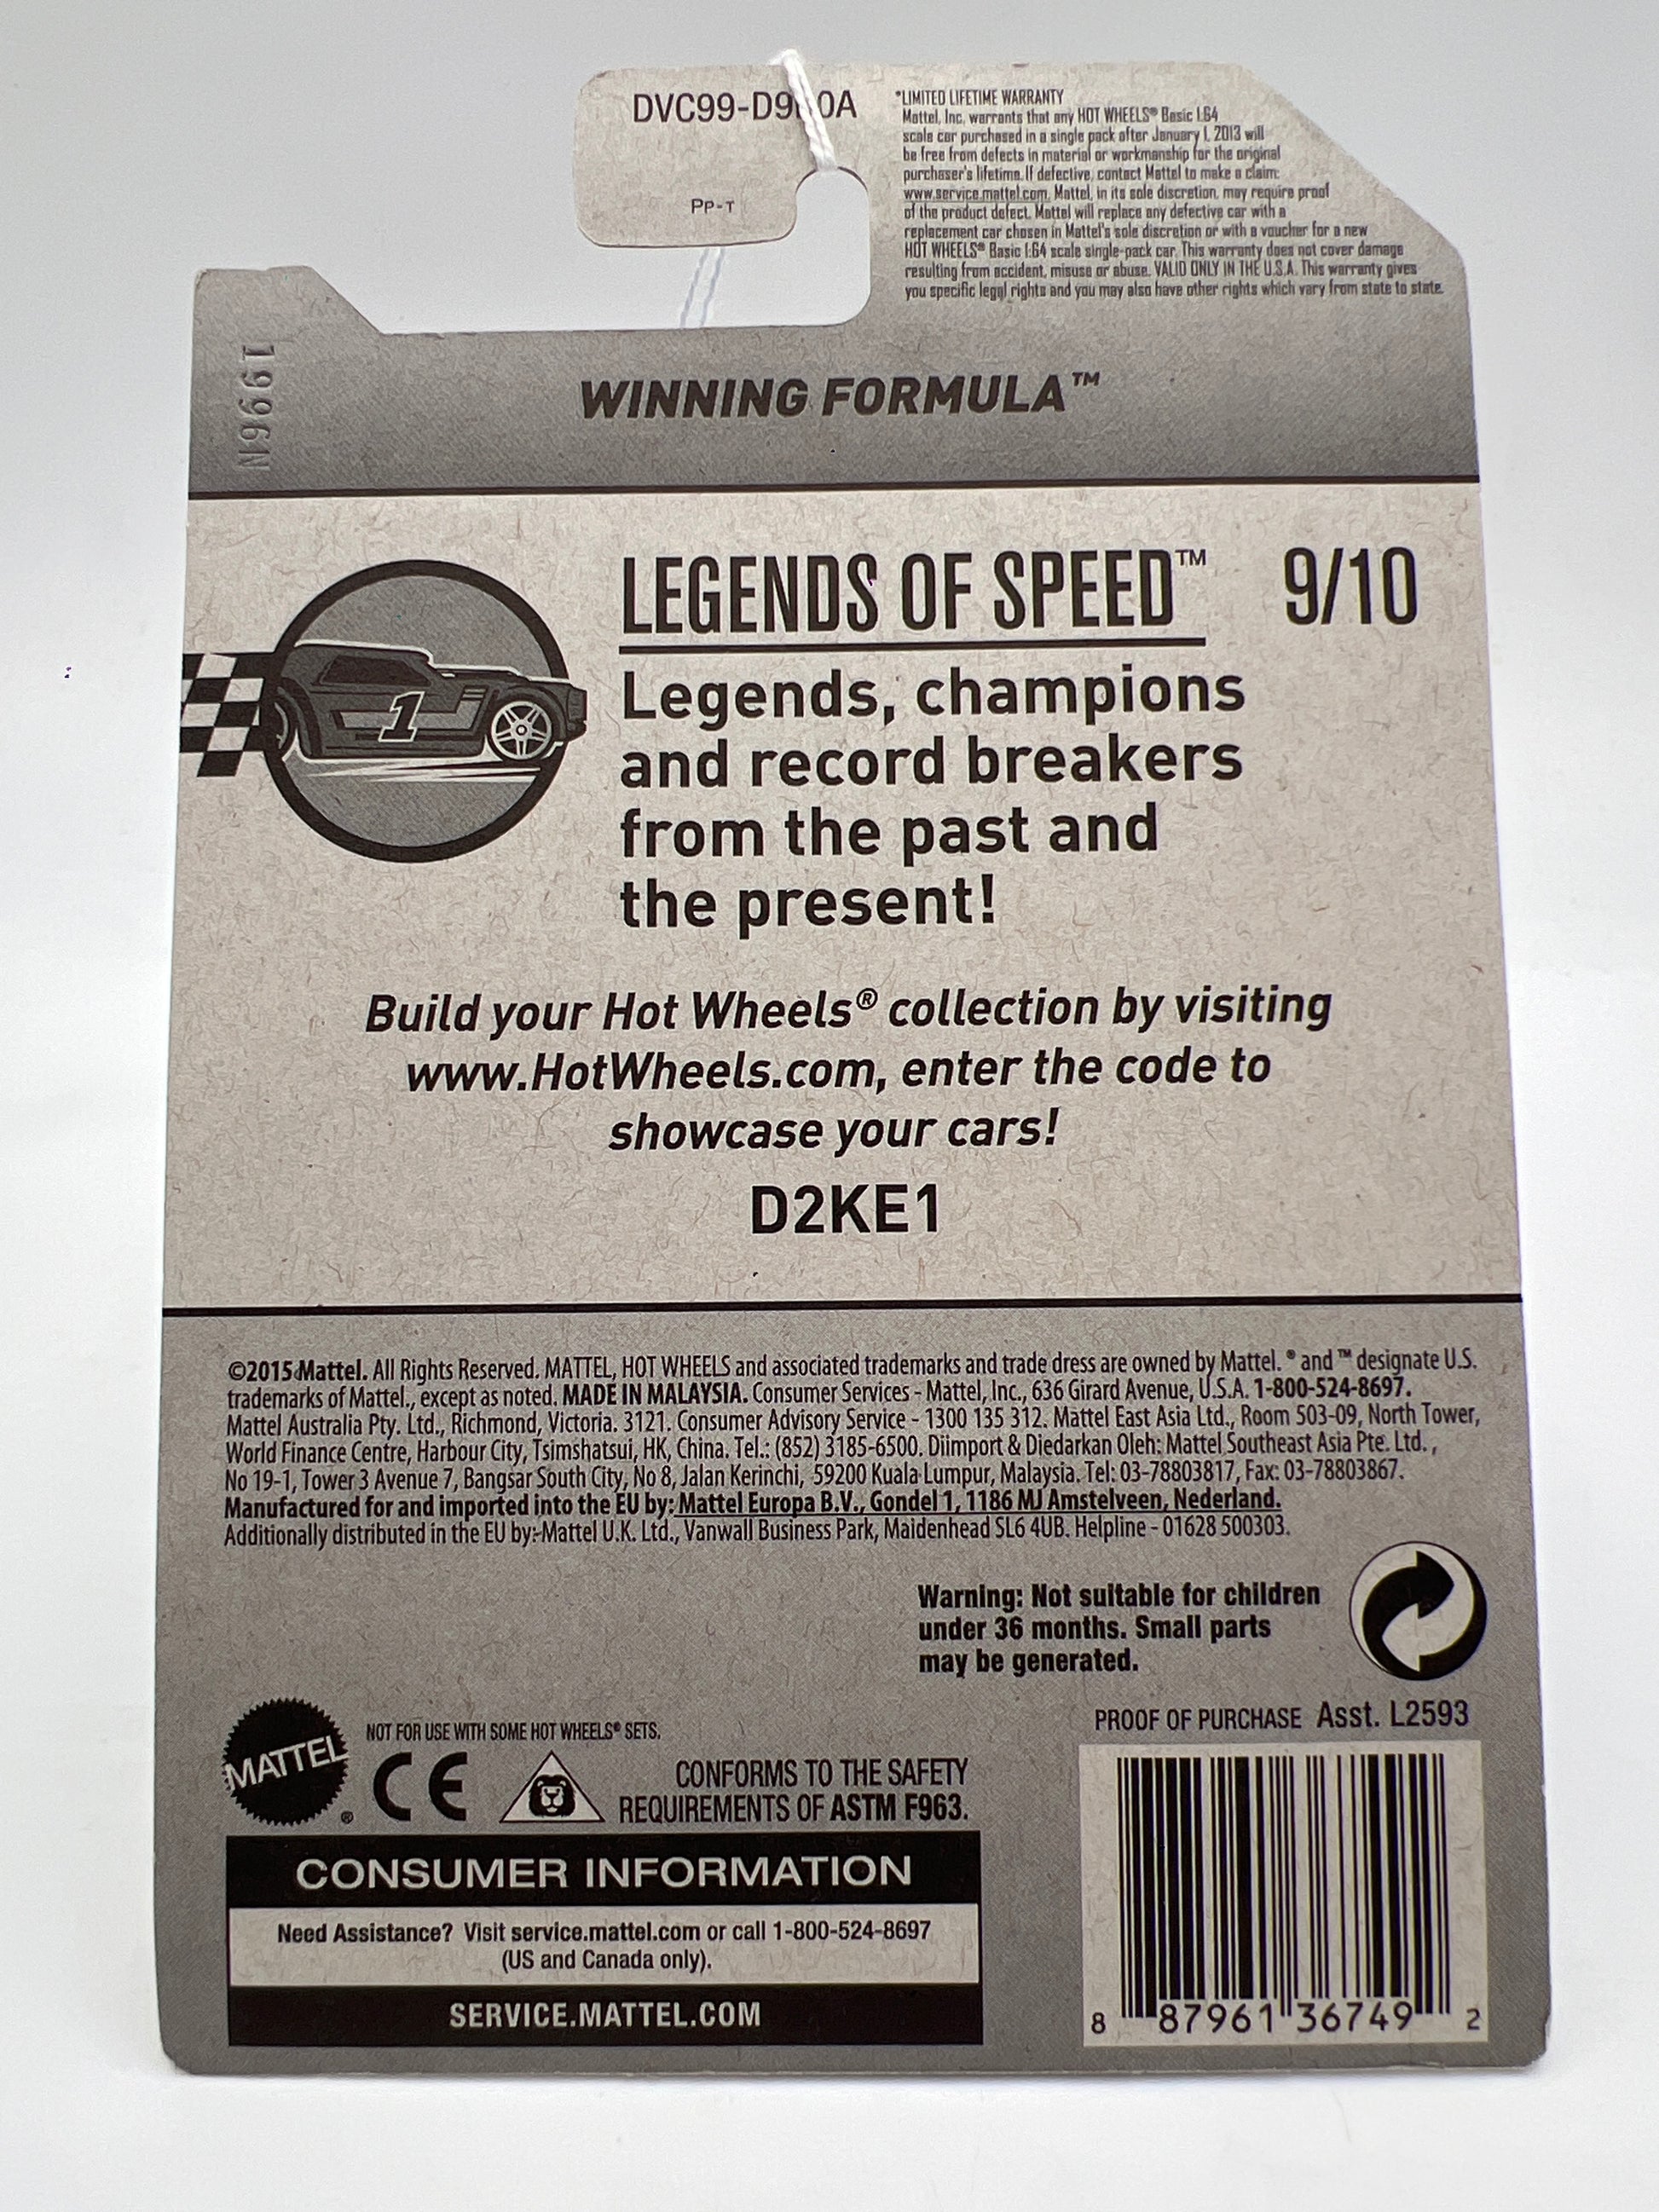 Pp-T
*LIMITED LIFETIME WARRANTY
Mattel, Inc. warrants that any HOT WHEELS® Basic 1:64
scale car purchased in a single pack after January 1, 2013 will
be free from defects in material or workmanship for the original
purchaser's lifetime. If defective, contact Mattel to make a claim:
www.service.mattel.com. Mattel, in its sole discretion, may require proof
of the product defect. Mattel will replace any defective car with a
replacement car chosen in Mattel's sole discretion or with a voucher for a new
HOT WHEELS® Basic 1:64 scale single-pack car. This warranty does not cover damage
resulting from accident, misuse or abuse. VALID ONLY IN THE U.S.A. This warranty gives
you specific legal rights and you may also have other rights which vary from state to state.
1996N
WINNING FORMULA™
LEGENDS OF SPEED™ 9/10
1
Legends, champions
and record breakers
from the past and
the present!
Build your Hot Wheels® collection by visiting
www.HotWheels.com, enter the code to
showcase your cars!
D2KE1
©2015 Mattel. All Rights Reserved. MATTEL, HOT WHEELS and associated trademarks and trade dress are owned by Mattel. ® and ™ designate U.S.
trademarks of Mattel., except as noted. MADE IN MALAYSIA. Consumer Services - Mattel, Inc., 636 Girard Avenue, U.S.A. 1-800-524-8697.
Mattel Australia Pty. Ltd., Richmond, Victoria. 3121. Consumer Advisory Service - 1300 135 312. Mattel East Asia Ltd., Room 503-09, North Tower,
World Finance Centre, Harbour City, Tsimshatsui, HK, China. Tel.: (852) 3185-6500. Diimport & Diedarkan Oleh: Mattel Southeast Asia Pte. Ltd.,
No 19-1, Tower 3 Avenue 7, Bangsar South City, No 8, Jalan Kerinchi, 59200 Kuala Lumpur, Malaysia. Tel: 03-78803817, Fax: 03-78803867.
Manufactured for and imported into the EU by: Mattel Europa B.V., Gondel 1, 1186 MJ Amstelveen, Nederland.
Additionally distributed in the EU by: Mattel U.K. Ltd., Vanwall Business Park, Maidenhead SL6 4UB. Helpline - 01628 500303.
Warning: Not suitable for children
under 36 months. Small parts
may be generated.
PROOF OF PURCHASE Asst. L2593
MATTEL®
NOT FOR USE WITH SOME HOT WHEELS® SETS.
CE
CONFORMS TO THE SAFETY
REQUIREMENTS OF ASTM F963.
CONSUMER INFORMATION
Need Assistance? Visit service.mattel.com or call 1-800-524-8697
(US and Canada only).
SERVICE.MATTEL.COM
8 87961 36749 2